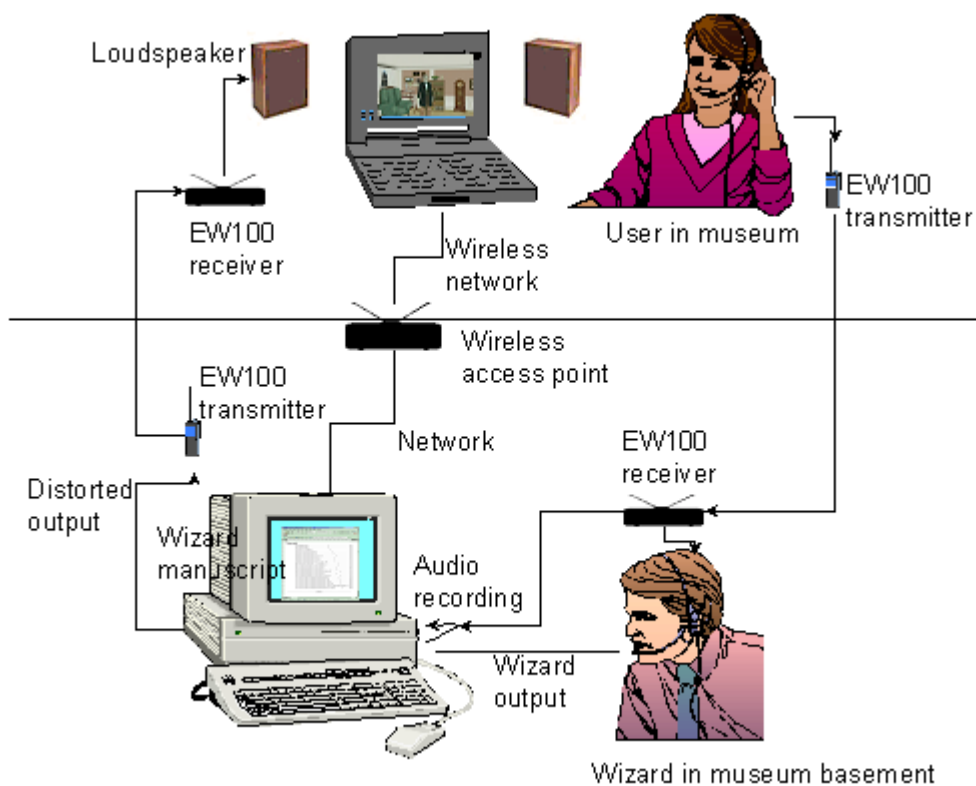 Loudspeaker
EW100
receiver
Wireless
network
User in museum
EW100
transmitter
Wireless
access point
EW100
transmitter
Network
EW100
receiver
Distorted
output
Wizard
manuscript
Audio
recording
Wizard
output
Wizard in museum basement